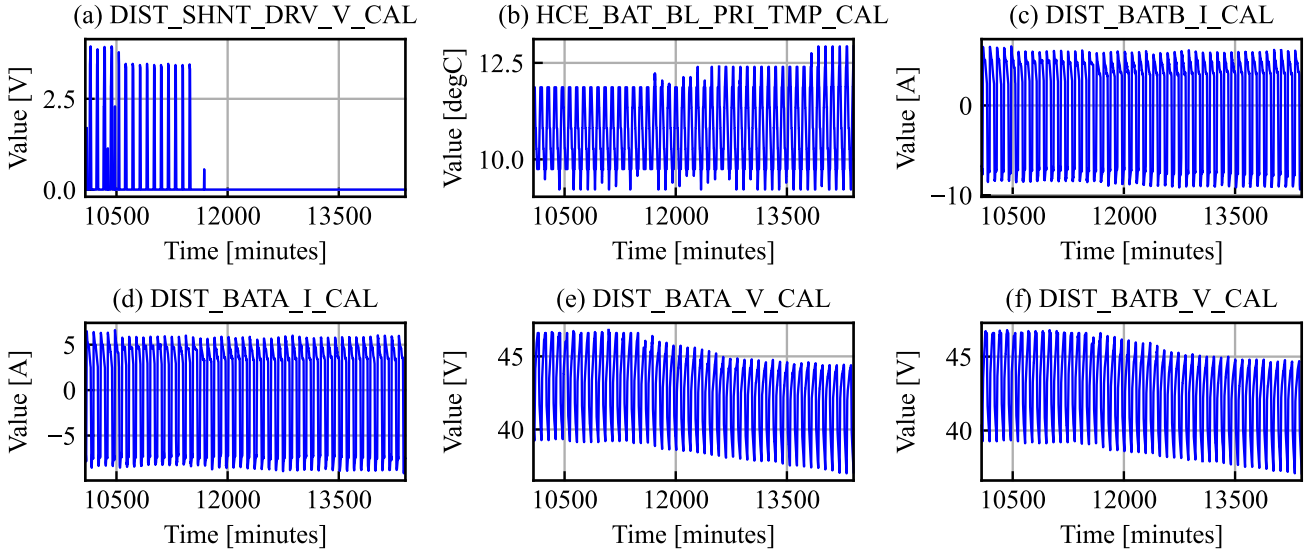 (a) DIST_SHNT_DRV_V_CAL
(b) HCE_BAT_BL_PRI_TMP_CAL
(c) DIST_BATB_I_CAL
Value [V]
2.5
0.0
10500
12000
13500
Time [minutes]
Value [degC]
12.5
10.0
10500
12000
13500
Time [minutes]
Value [A]
0
−10
10500
12000
13500
Time [minutes]
(d) DIST_BATA_I_CAL
(e) DIST_BATA_V_CAL
(f) DIST_BATB_V_CAL
Value [A]
5
0
−5
10500
12000
13500
Time [minutes]
Value [V]
45
40
10500
12000
13500
Time [minutes]
Value [V]
45
40
10500
12000
13500
Time [minutes]